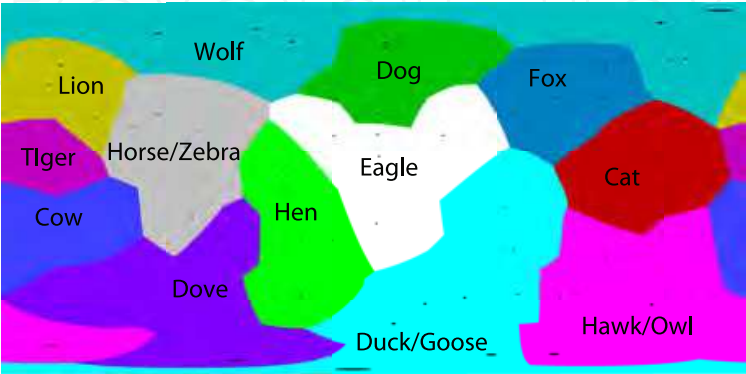 Wolf
Dog
Fox
Lion
TIger
Horse/Zebra
Eagle
Cat
Cow
Hen
Dove
Hawk/Owl
Duck/Goose